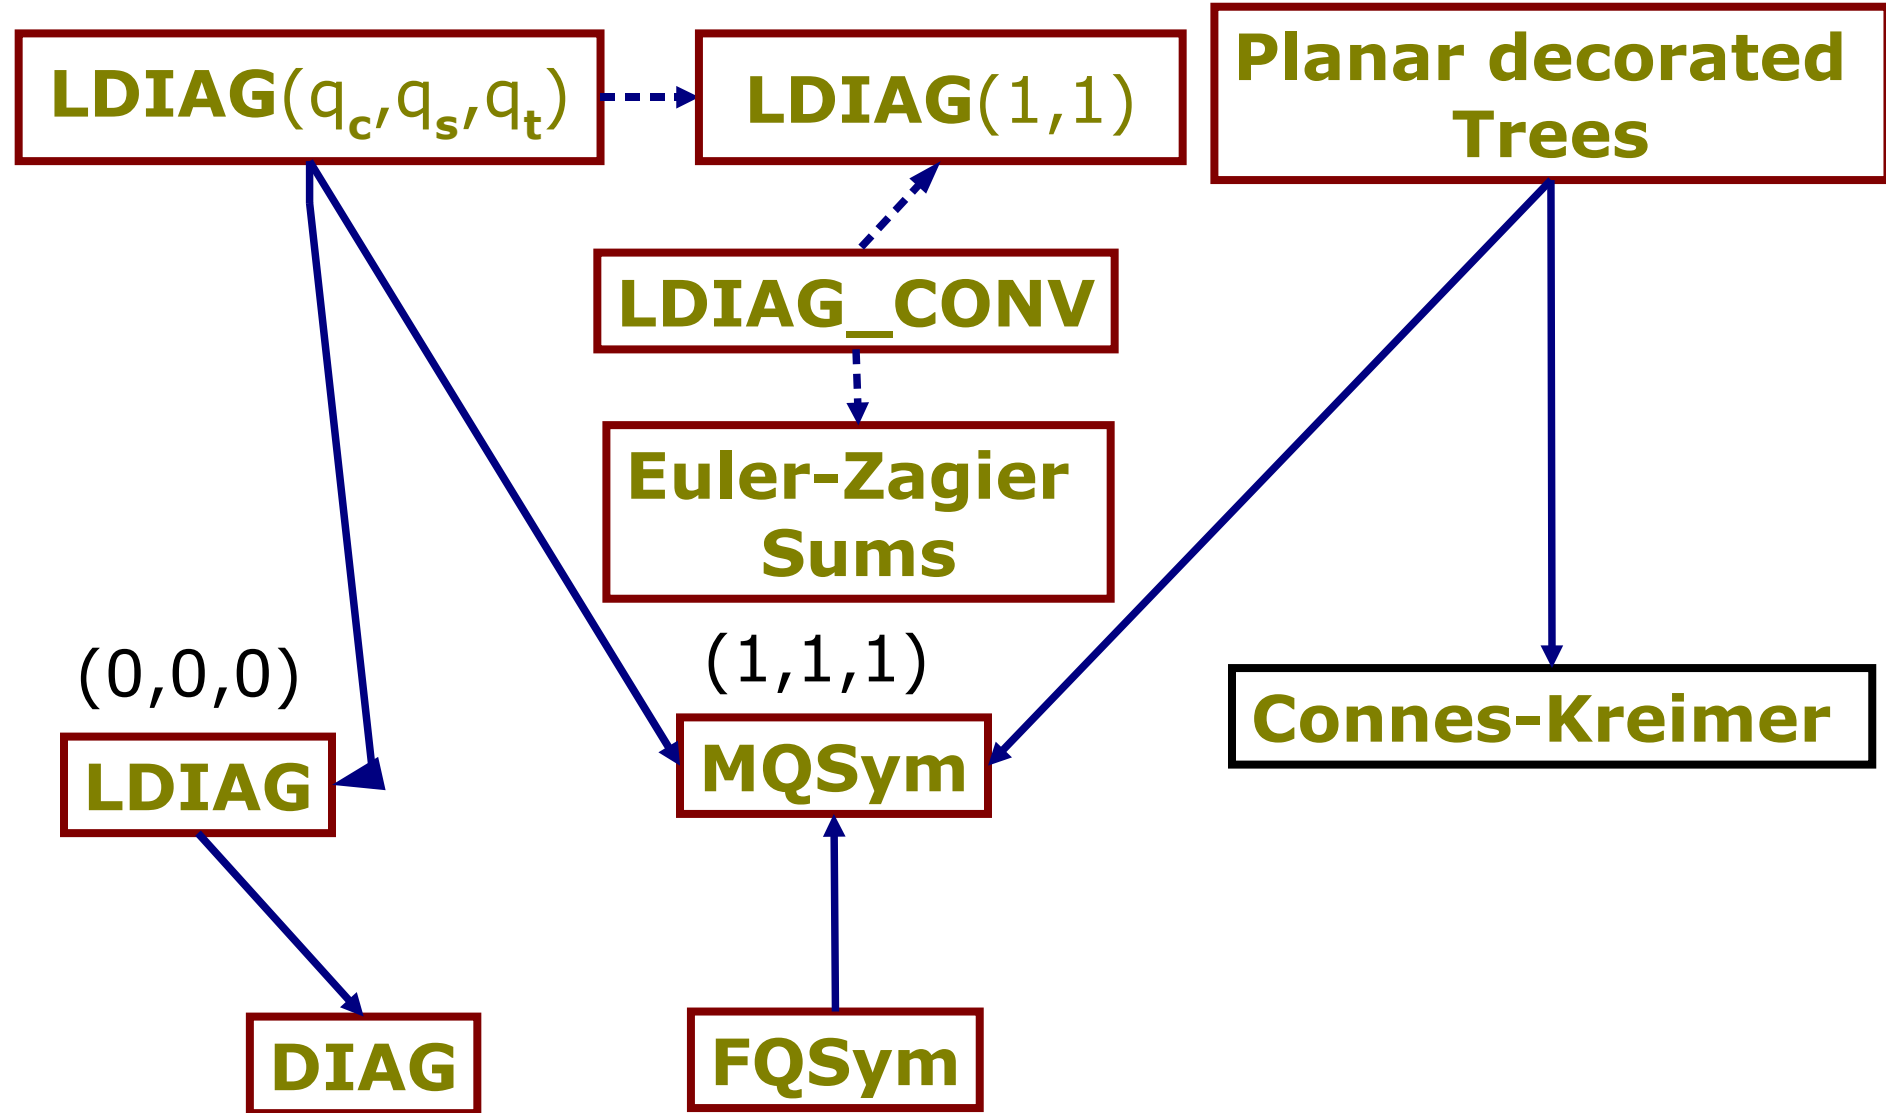 LDIAG(qc,qs,qt)
LDIAG(1,1)
Planar decorated
Trees
LDIAG_CONV
Euler-Zagier
Sums
(0,0,0)
(1,1,1)
LDIAG
MQSym
Connes-Kreimer
DIAG
FQSym